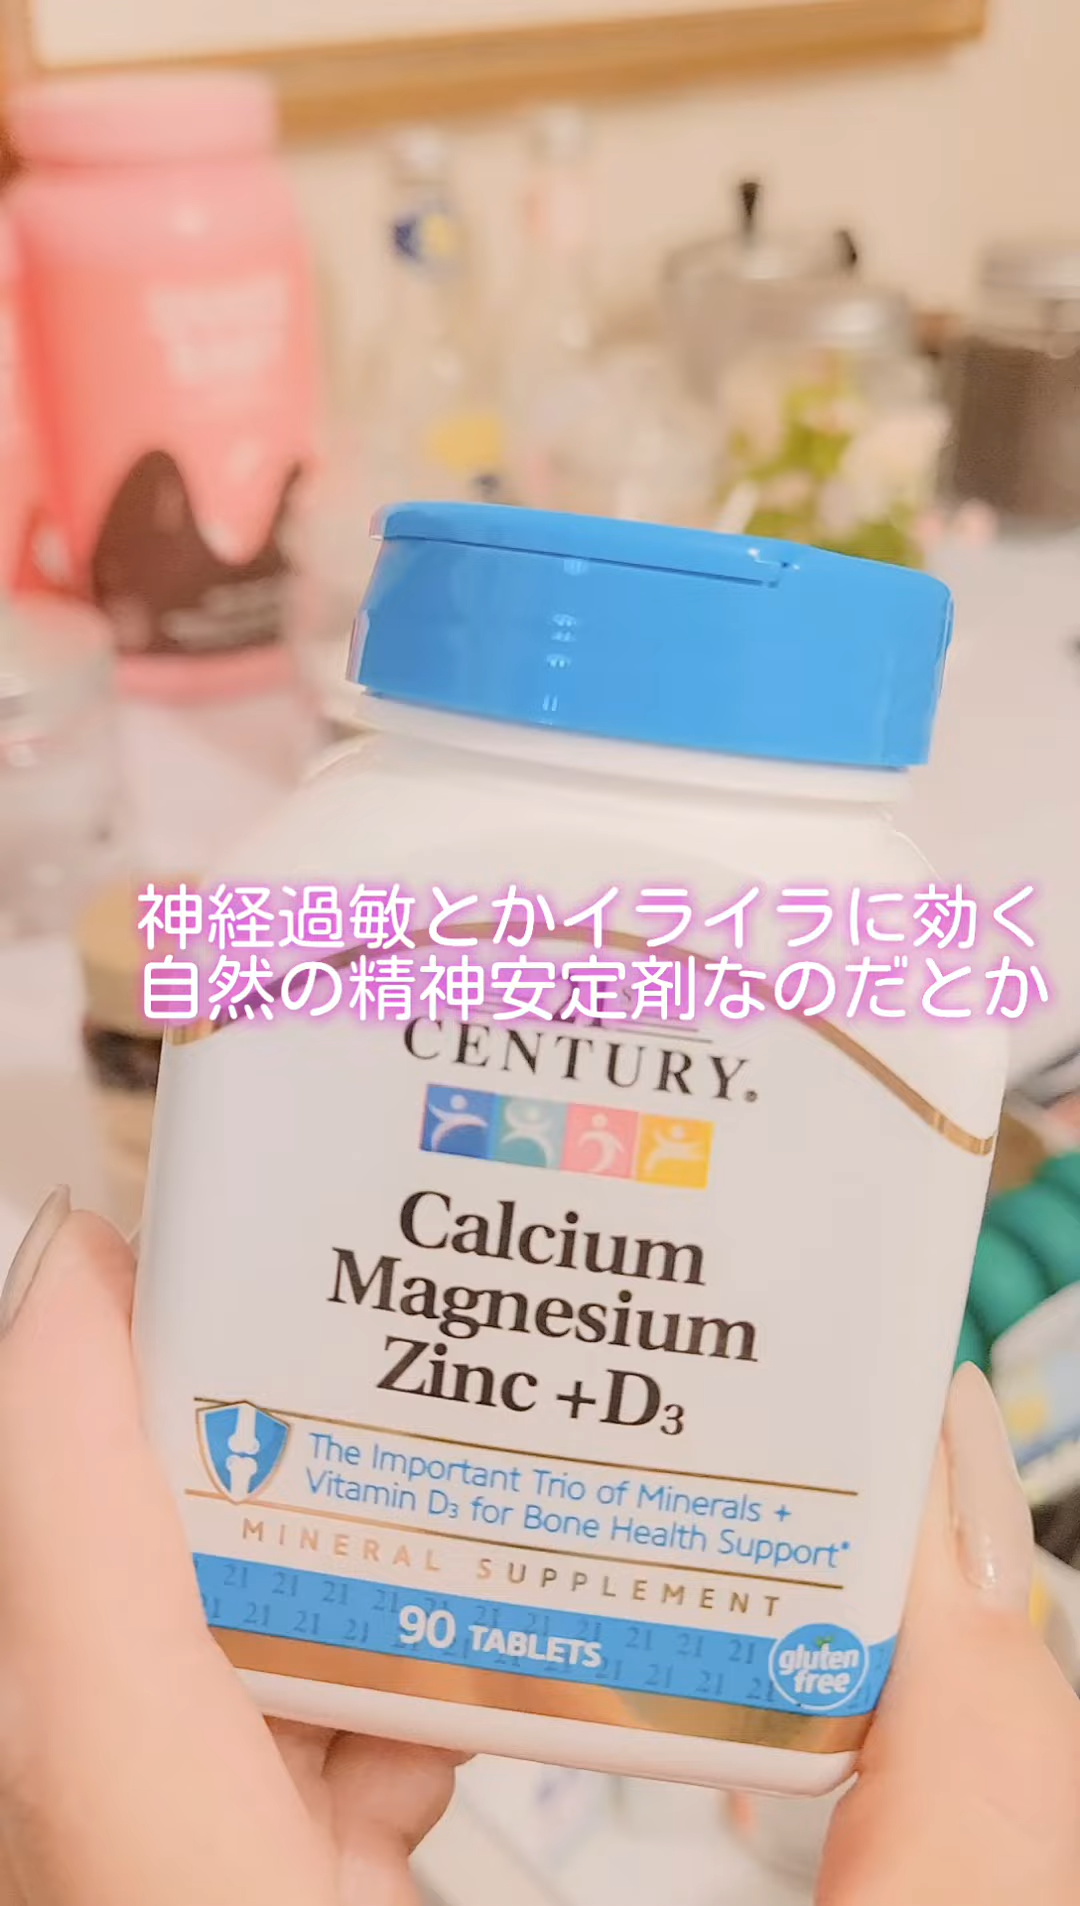 神経過敏とかイライラに効く
自然の精神安定剤なのだとか
21
CENTURY®
Calcium
Magnesium
Zinc +D₃
The Important Trio of Minerals +
Vitamin D₃ for Bone Health Support*
MINERAL SUPPLEMENT
90 TABLETS
gluten
free